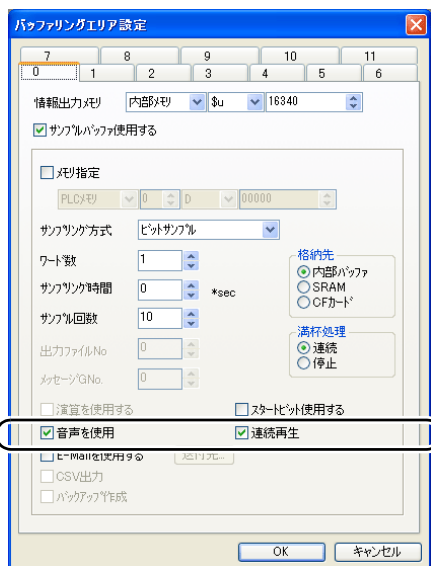 バッファリングエリア設定
7 8 9 10 11
0 1 2 3 4 5 6
情報出力メモリ 内部メモリ $u 16340
サンプルバッファ使用する
メモリ指定
PLCメモリ 0 D 00000
サンプリング方式 ビットサンプル
ワード数 1
サンプリング時間 0 *sec
サンプル回数 10
格納先
内部バッファ
SRAM
CFカード
満杯処理
連続
停止
出力ファイルNo 0
メッセージGNo. 0
演算を使用する スタートビット使用する
音声を使用 連続再生
E-Mailを使用する 送付先...
CSV出力
バックアップ作成
OK キャンセル